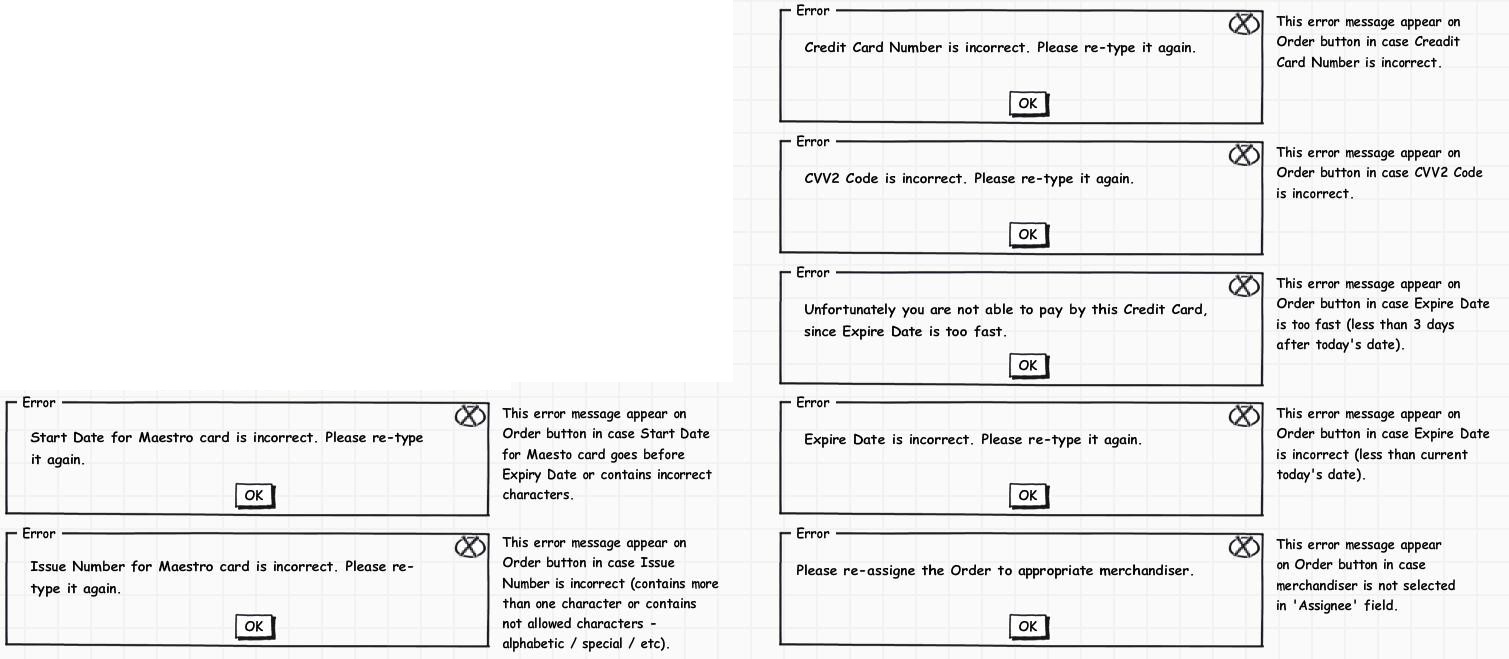 Error
Credit Card Number is incorrect. Please re-type it again.
OK
This error message appear on
Order button in case Creadit
Card Number is incorrect.
Error
CVV2 Code is incorrect. Please re-type it again.
OK
This error message appear on
Order button in case CVV2 Code
is incorrect.
Error
Unfortunately you are not able to pay by this Credit Card,
since Expire Date is too fast.
OK
This error message appear on
Order button in case Expire Date
is too fast (less than 3 days
after today's date).
Error
Start Date for Maestro card is incorrect. Please re-type
it again.
OK
This error message appear on
Order button in case Start Date
for Maesto card goes before
Expiry Date or contains incorrect
characters.
Error
Expire Date is incorrect. Please re-type it again.
OK
This error message appear on
Order button in case Expire Date
is incorrect (less than current
today's date).
Error
Issue Number for Maestro card is incorrect. Please re-
type it again.
OK
This error message appear on
Order button in case Issue
Number is incorrect (contains more
than one character or contains
not allowed characters -
alphabetic / special / etc).
Error
Please re-assigne the Order to appropriate merchandiser.
OK
This error message appear
on Order button in case
merchandiser is not selected
in 'Assignee' field.